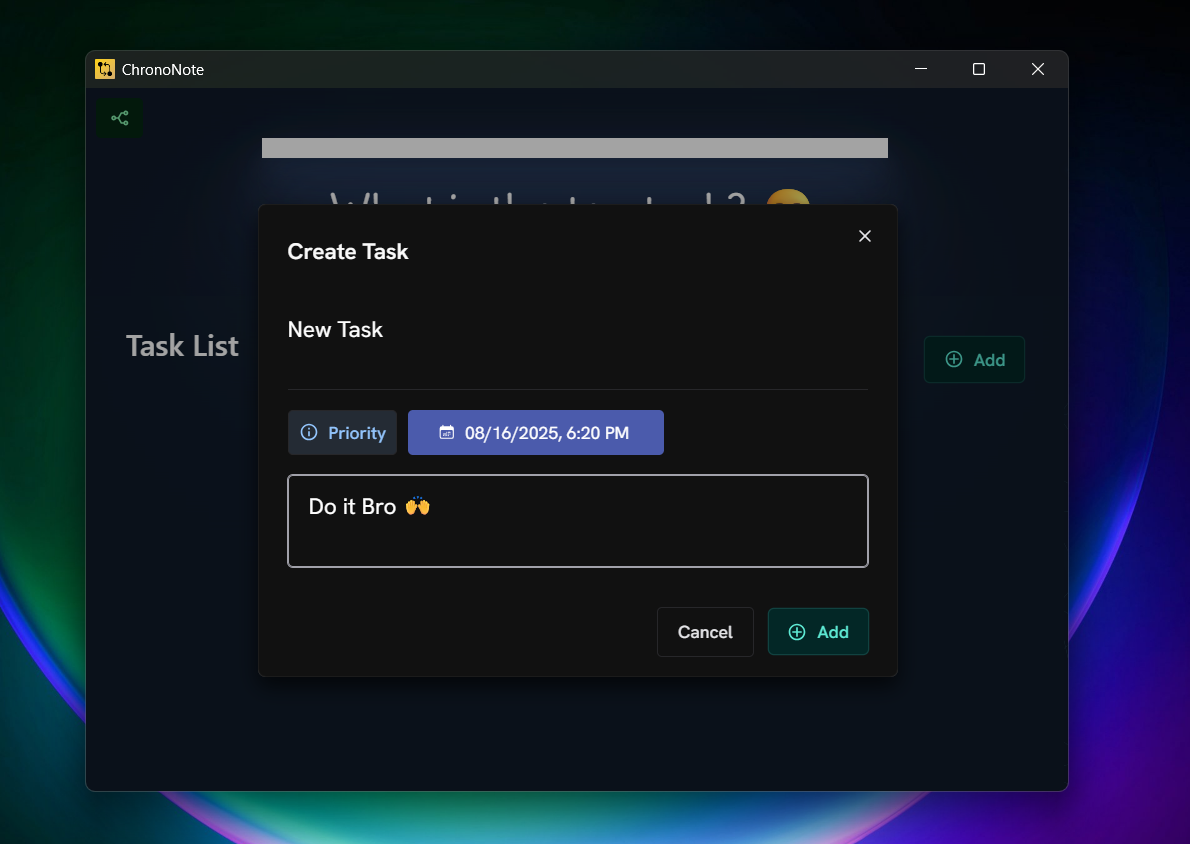 ChronoNote
Create Task
New Task
Task List
Add
Priority
08/16/2025, 6:20 PM
Do it Bro 🙌
Cancel
Add